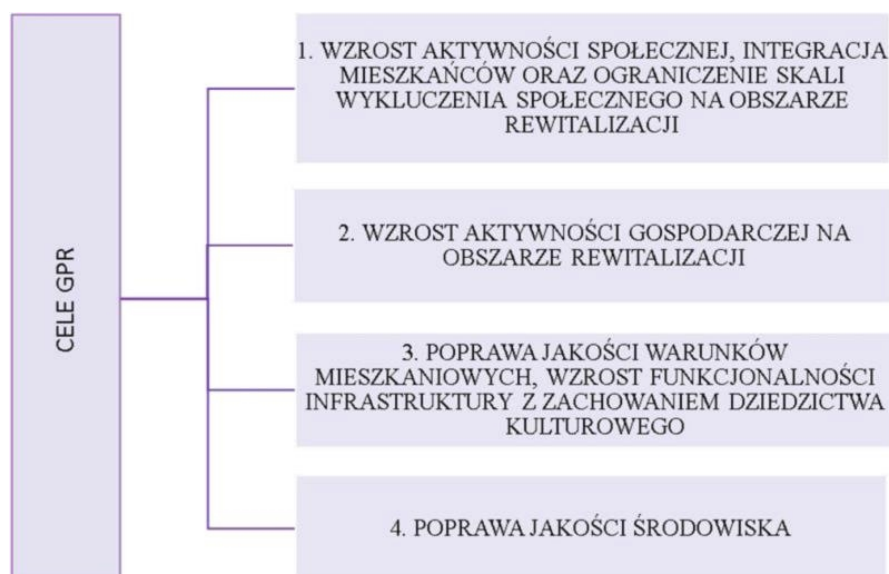 CELE GPR
1. WZROST AKTYWNOŚCI SPOŁECZNEJ, INTEGRACJA
MIESZKAŃCÓW ORAZ OGRANICZENIE SKALI
WYKLUCZENIA SPOŁECZNEGO NA OBSZARZE
REWITALIZACJI
2. WZROST AKTYWNOŚCI GOSPODARCZEJ NA
OBSZARZE REWITALIZACJI
3. POPRAWA JAKOŚCI WARUNKÓW
MIESZKANIOWYCH, WZROST FUNKCJONALNOŚCI
INFRASTRUKTURY Z ZACHOWANIEM DZIEDZICTWA
KULTUROWEGO
4. POPRAWA JAKOŚCI ŚRODOWISKA